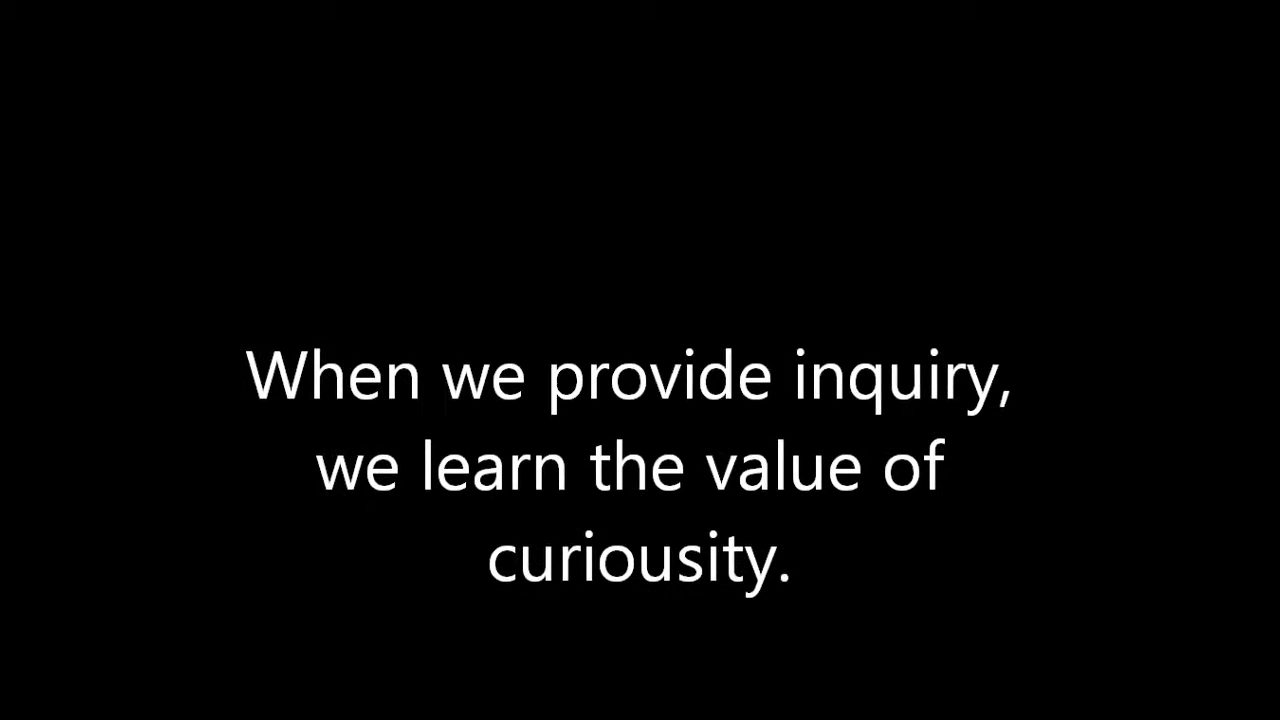 When we provide inquiry,
we learn the value of
curiousity.